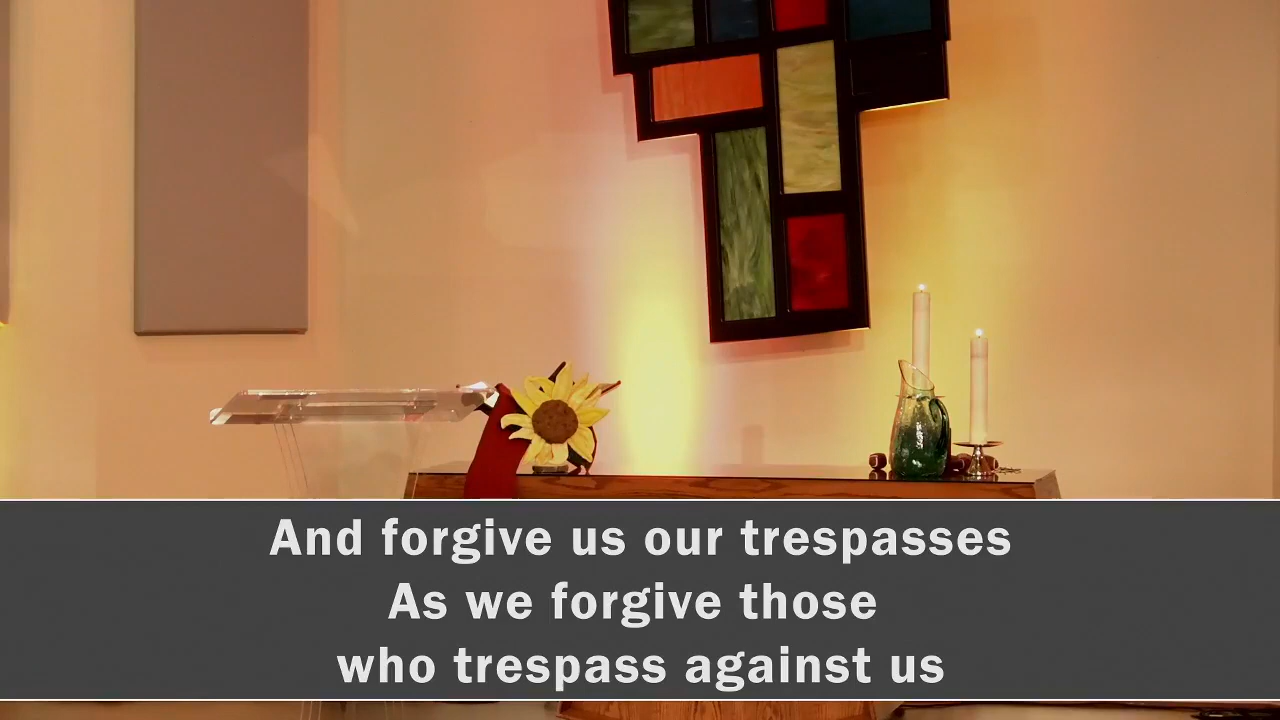 And forgive us our trespasses
As we forgive those
who trespass against us